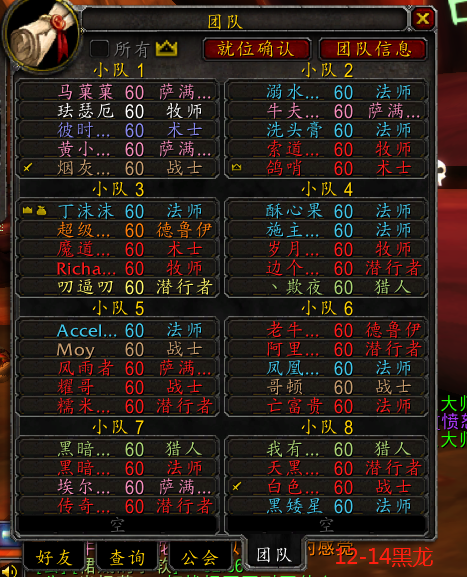 团队
所有 就位确认 团队信息
小队 1
马菓菓 60 萨满...
珐瑟厄 60 牧师
彼时... 60 术士
黄小... 60 萨满...
烟灰... 60 战士
小队 2
溺水... 60 法师
牛夫... 60 萨满...
洗头膏 60 法师
索道... 60 牧师
鸽哨 60 术士
小队 3
丁沫沫 60 法师
超级... 60 德鲁伊
魔道... 60 术士
Richa... 60 牧师
叨逼叨 60 潜行者
小队 4
酥心果 60 法师
施主... 60 法师
岁月... 60 牧师
边个... 60 潜行者
丶欺夜 60 猎人
小队 5
Accel... 60 法师
Moy 60 战士
风雨者 60 萨满...
耀哥 60 战士
糯米... 60 潜行者
小队 6
老牛... 60 德鲁伊
阿里... 60 潜行者
凤凰... 60 法师
哥顿 60 战士
亡富贵 60 法师
小队 7
黑暗... 60 猎人
黑暗... 60 法师
埃尔... 60 萨满...
传奇... 60 潜行者
空
小队 8
我有... 60 猎人
天黑... 60 潜行者
白色... 60 战士
黑矮星 60 法师
空
大师
愤怒
大师
好友 查询 公会 团队
12-14黑龙